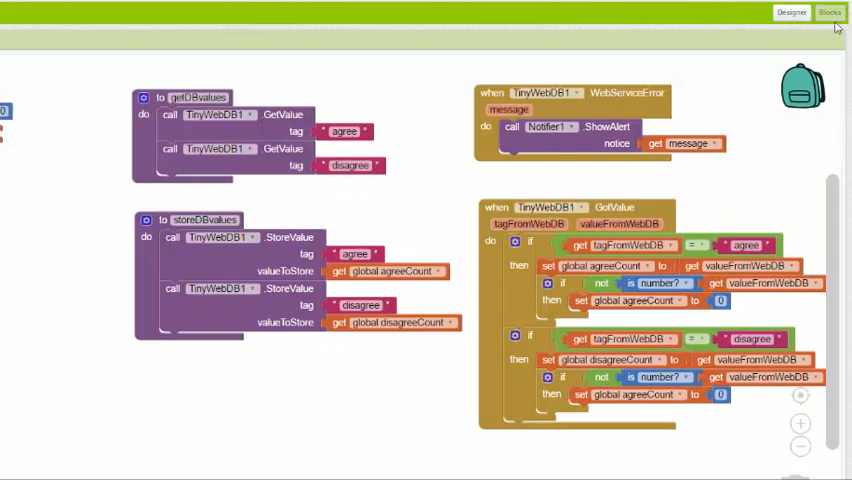 Designer
Blocks
0
to getDBvalues
do call TinyWebDB1 .GetValue
tag " agree "
call TinyWebDB1 .GetValue
tag " disagree "
to storeDBvalues
do call TinyWebDB1 .StoreValue
tag " agree "
valueToStore get global agreeCount
call TinyWebDB1 .StoreValue
tag " disagree "
valueToStore get global disagreeCount
when TinyWebDB1 .WebServiceError
message
do call Notifier1 .ShowAlert
notice get message
when TinyWebDB1 .GotValue
tagFromWebDB valueFromWebDB
do if get tagFromWebDB = " agree "
then set global agreeCount to get valueFromWebDB
if not is number? get valueFromWebDB
then set global agreeCount to 0
if get tagFromWebDB = " disagree "
then set global disagreeCount to get valueFromWebDB
if not is number? get valueFromWebDB
then set global agreeCount to 0